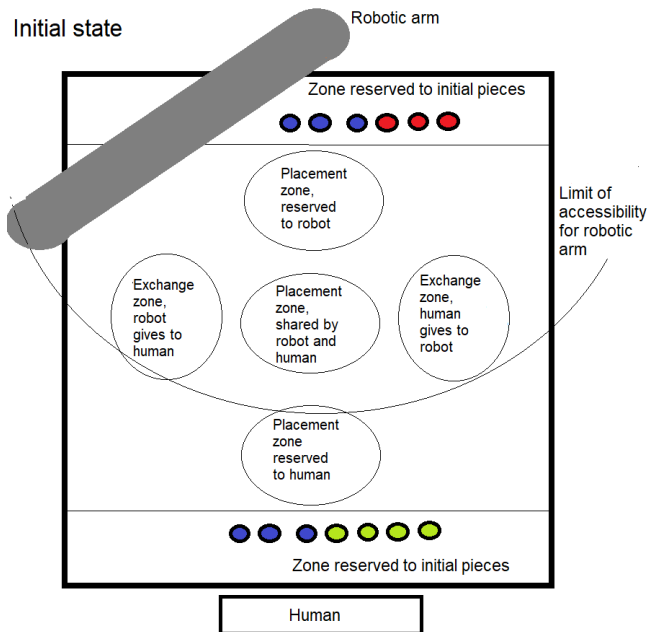 Initial state
Robotic arm
Zone reserved to initial pieces
Placement
zone,
reserved
to robot
Limit of
accessibility
for robotic
arm
Exchange
zone,
robot
gives to
human
Placement
zone,
shared by
robot and
human
Exchange
zone,
human
gives to
robot
Placement
zone
reserved
to human
Zone reserved to initial pieces
Human